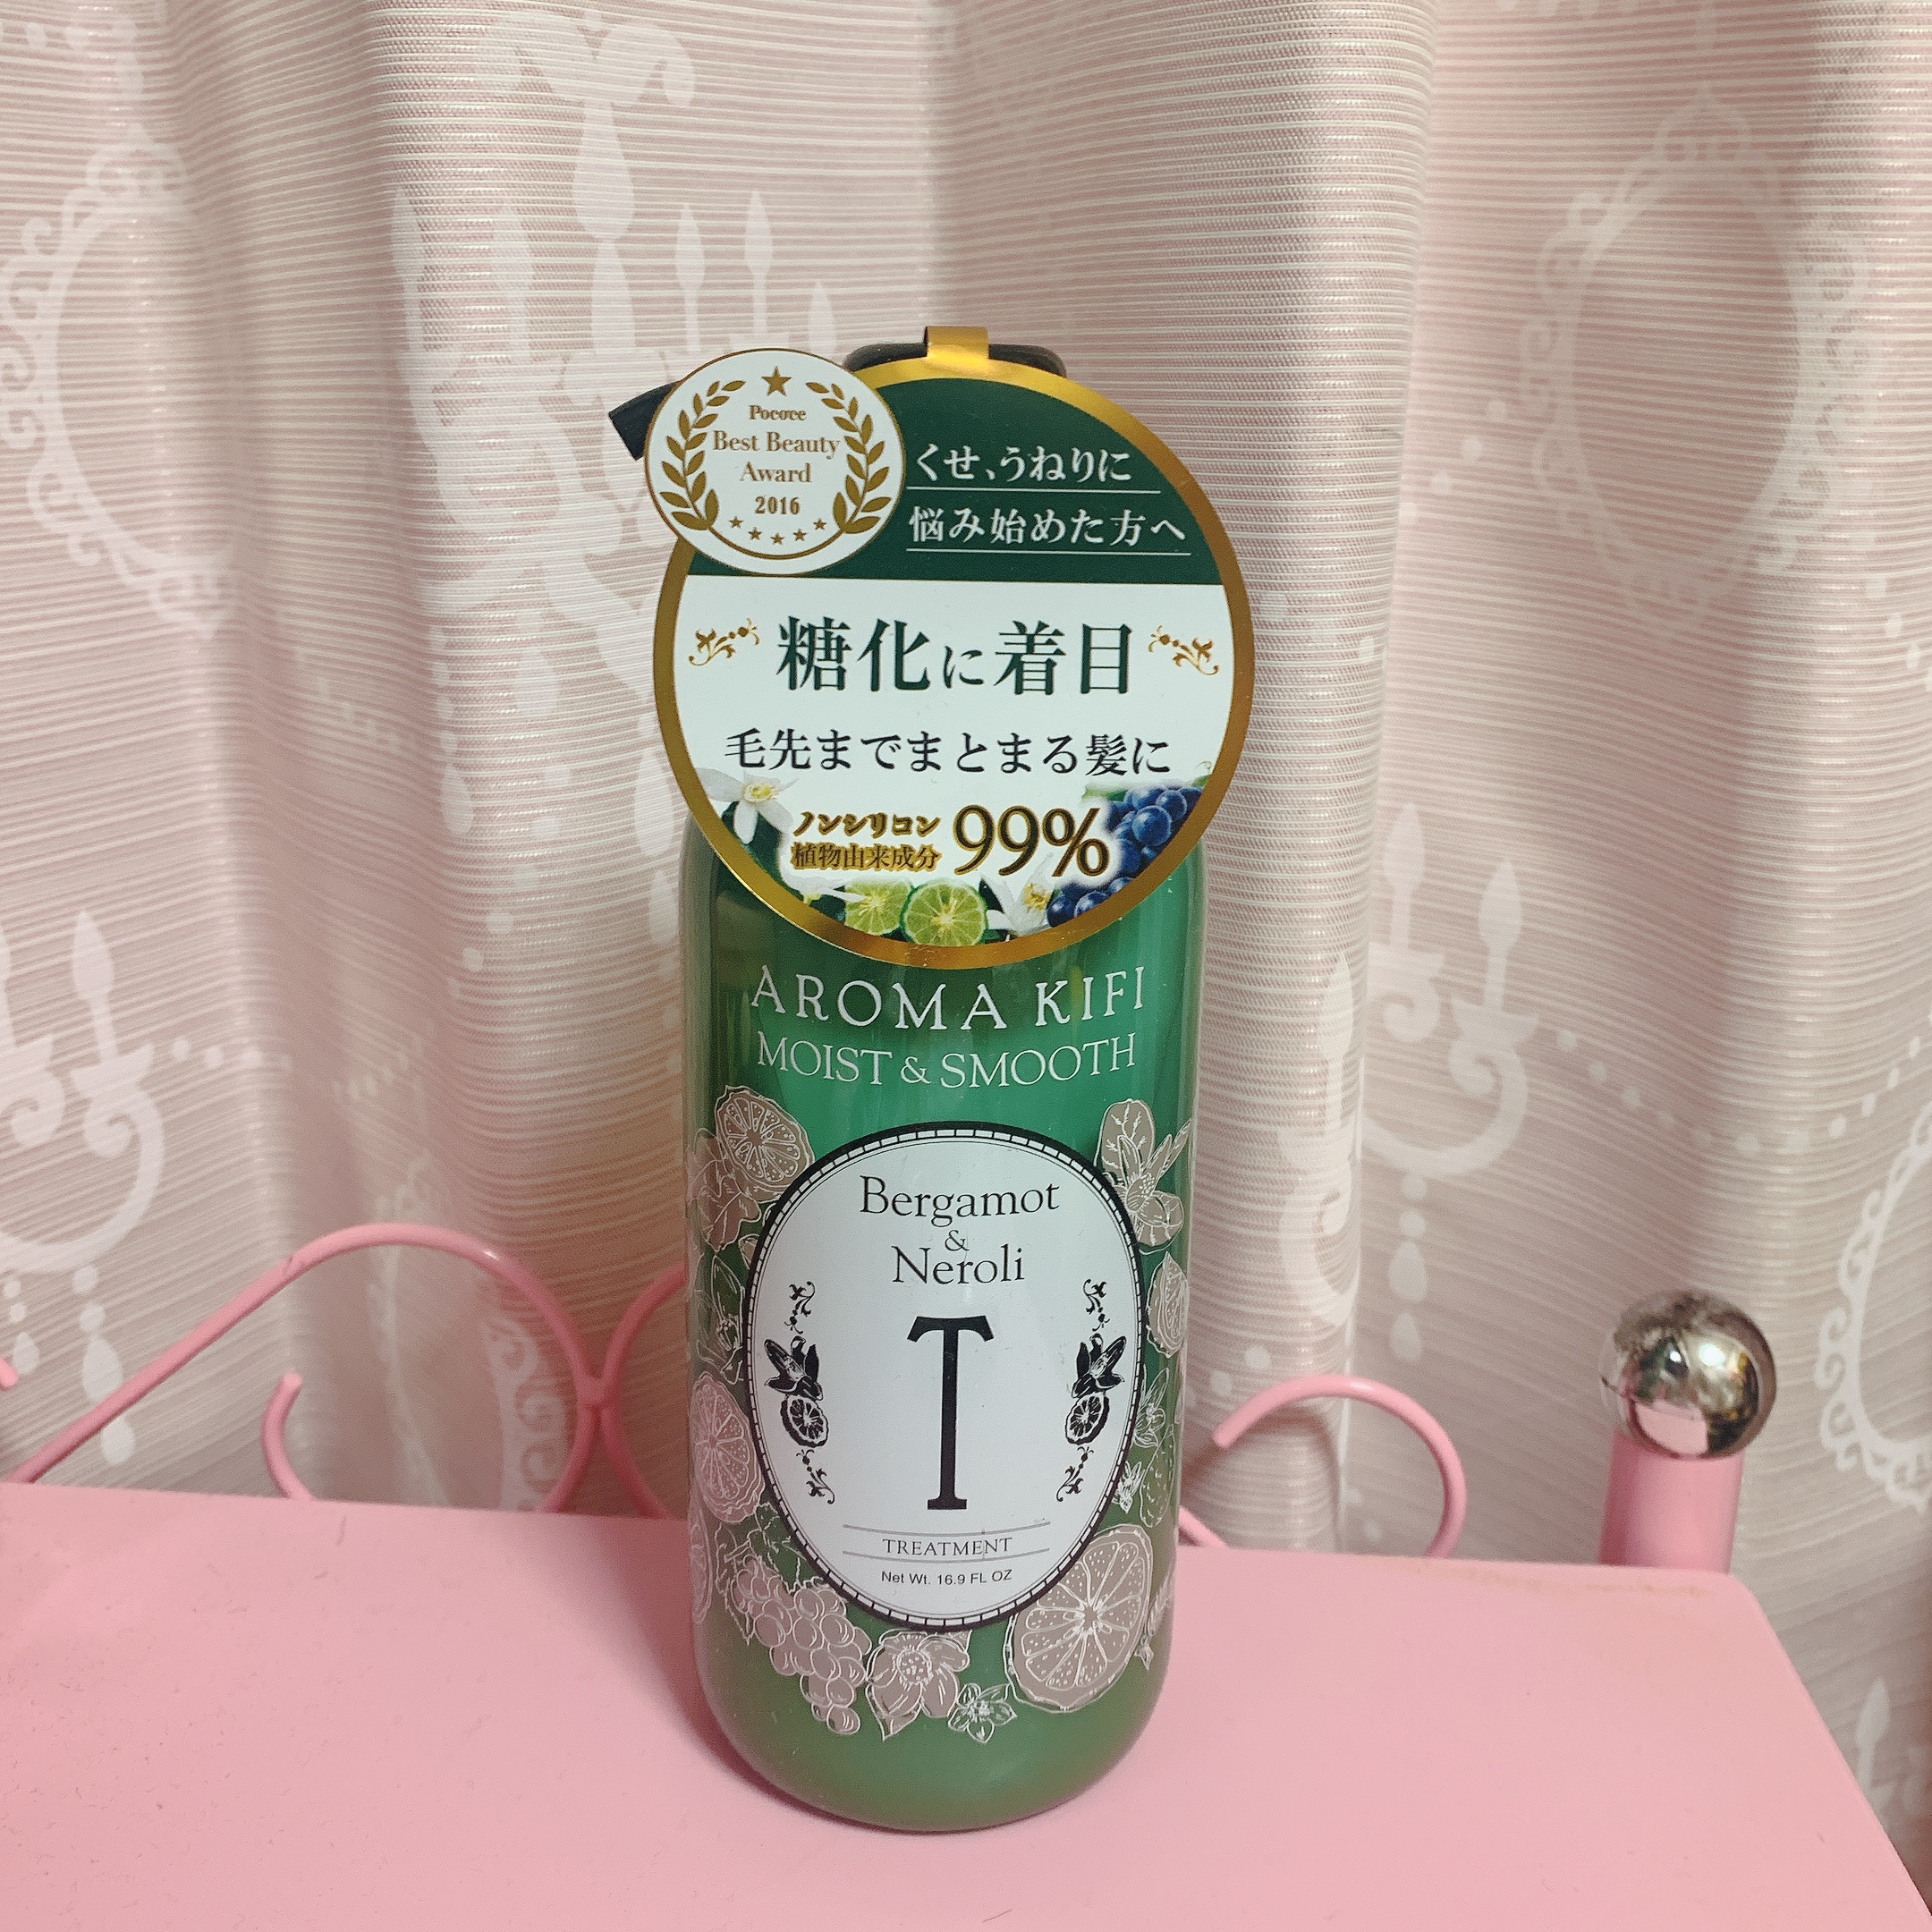 Pococe
Best Beauty
Award
2016
くせ、うねりに
悩み始めた方へ
糖化に着目
毛先までまとまる髪に
ノンシリコン
植物由来成分 99%
AROMA KIFI
MOIST & SMOOTH
Bergamot
&
Neroli
T
TREATMENT
Net Wt. 16.9 FL OZ